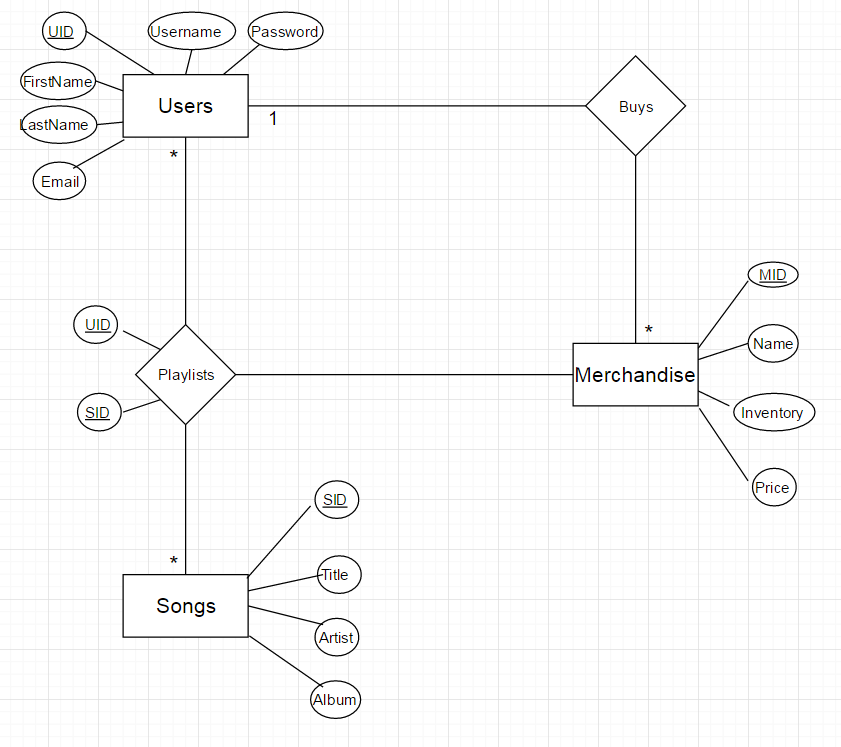 UID
Username
Password
FirstName
Users
Buys
1
LastName
*
Email
MID
UID
*
Name
Playlists
Merchandise
SID
Inventory
Price
SID
*
Title
Songs
Artist
Album